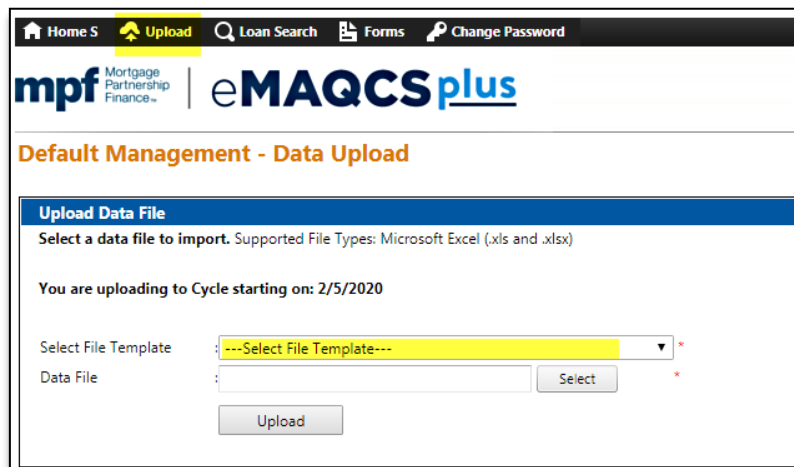 Home S Upload Loan Search Forms Change Password
mpf Mortgage Partnership Finance℠ | eMAQCS plus
Default Management - Data Upload
Upload Data File
Select a data file to import. Supported File Types: Microsoft Excel (.xls and .xlsx)
You are uploading to Cycle starting on: 2/5/2020
Select File Template : ---Select File Template--- *
Data File : Select *
Upload